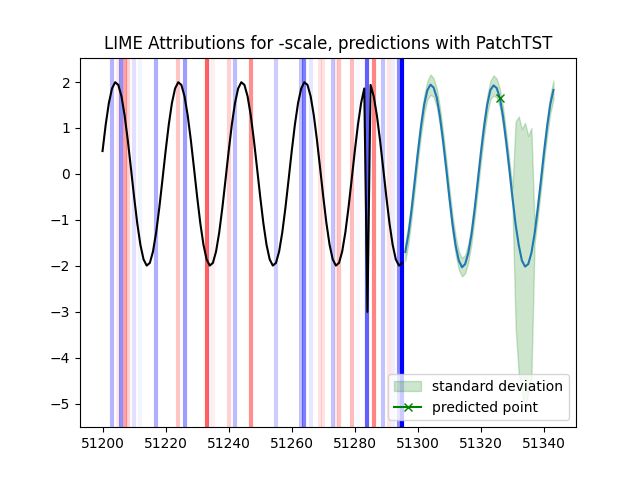 LIME Attributions for -scale, predictions with PatchTST
2
1
0
−1
−2
−3
−4
−5
standard deviation
predicted point
51200 51220 51240 51260 51280 51300 51320 51340